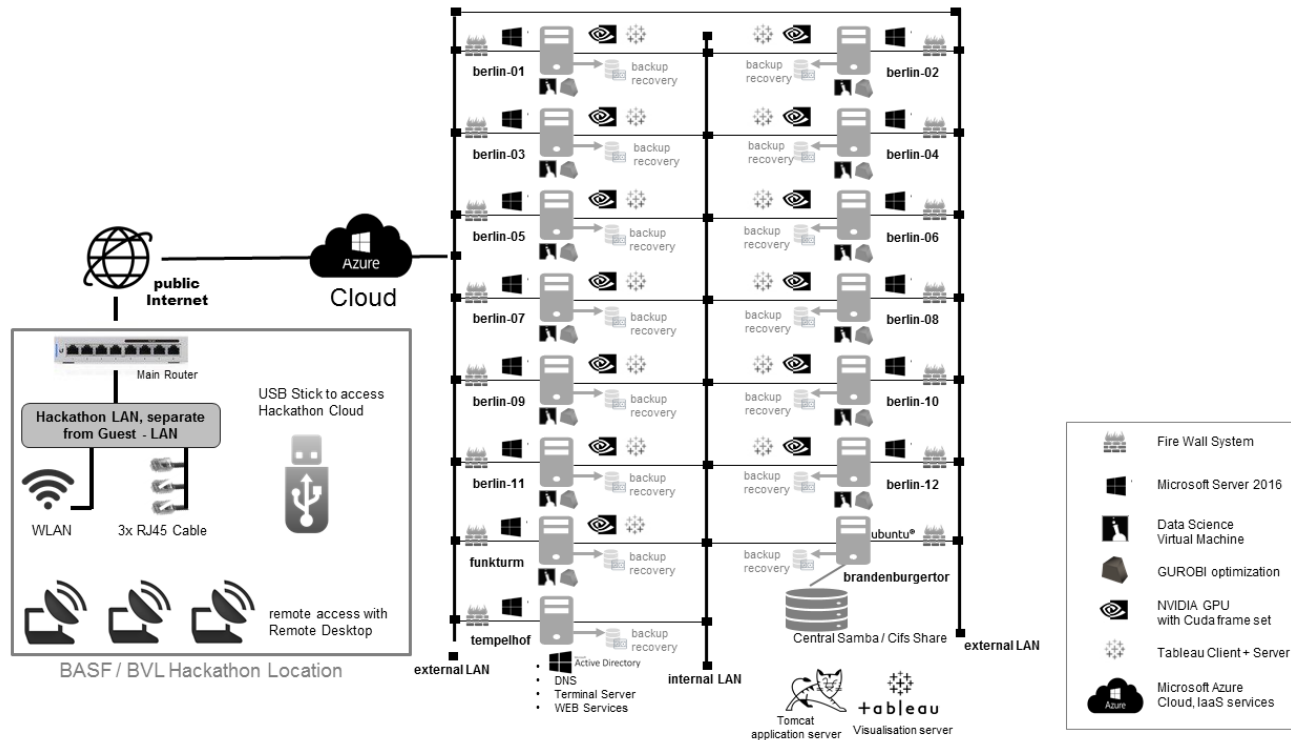 berlin-01
backup
recovery
backup
recovery
berlin-02
berlin-03
backup
recovery
backup
recovery
berlin-04
berlin-05
backup
recovery
backup
recovery
berlin-06
Azure
Cloud
public
Internet
berlin-07
backup
recovery
backup
recovery
berlin-08
Main Router
Hackathon LAN, separate
from Guest - LAN
USB Stick to access
Hackathon Cloud
WLAN
3x RJ45 Cable
remote access with
Remote Desktop
BASF / BVL Hackathon Location
berlin-09
backup
recovery
backup
recovery
berlin-10
berlin-11
backup
recovery
backup
recovery
berlin-12
funkturm
backup
recovery
backup
recovery
ubuntu®
brandenburgertor
tempelhof
backup
recovery
Central Samba / Cifs Share
external LAN
Active Directory
• DNS
• Terminal Server
• WEB Services
internal LAN
external LAN
Tomcat
application server
+ableau
Visualisation server
Fire Wall System
Microsoft Server 2016
Data Science
Virtual Machine
GUROBI optimization
NVIDIA GPU
with Cuda frame set
Tableau Client + Server
Azure
Microsoft Azure
Cloud, IaaS services